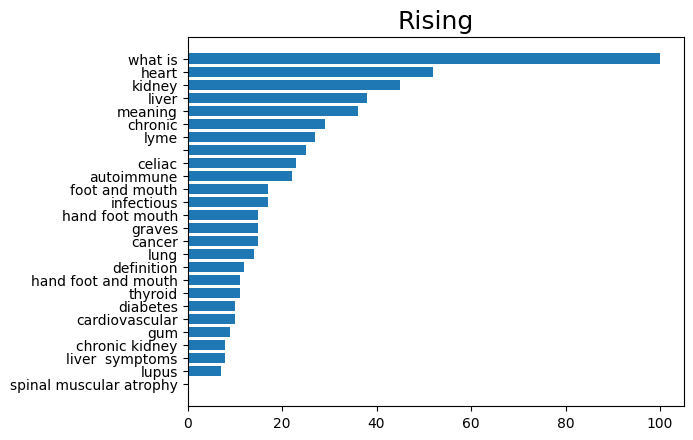 Rising
what is
heart
kidney
liver
meaning
chronic
lyme
celiac
autoimmune
foot and mouth
infectious
hand foot mouth
graves
cancer
lung
definition
hand foot and mouth
thyroid
diabetes
cardiovascular
gum
chronic kidney
liver  symptoms
lupus
spinal muscular atrophy
0 20 40 60 80 100